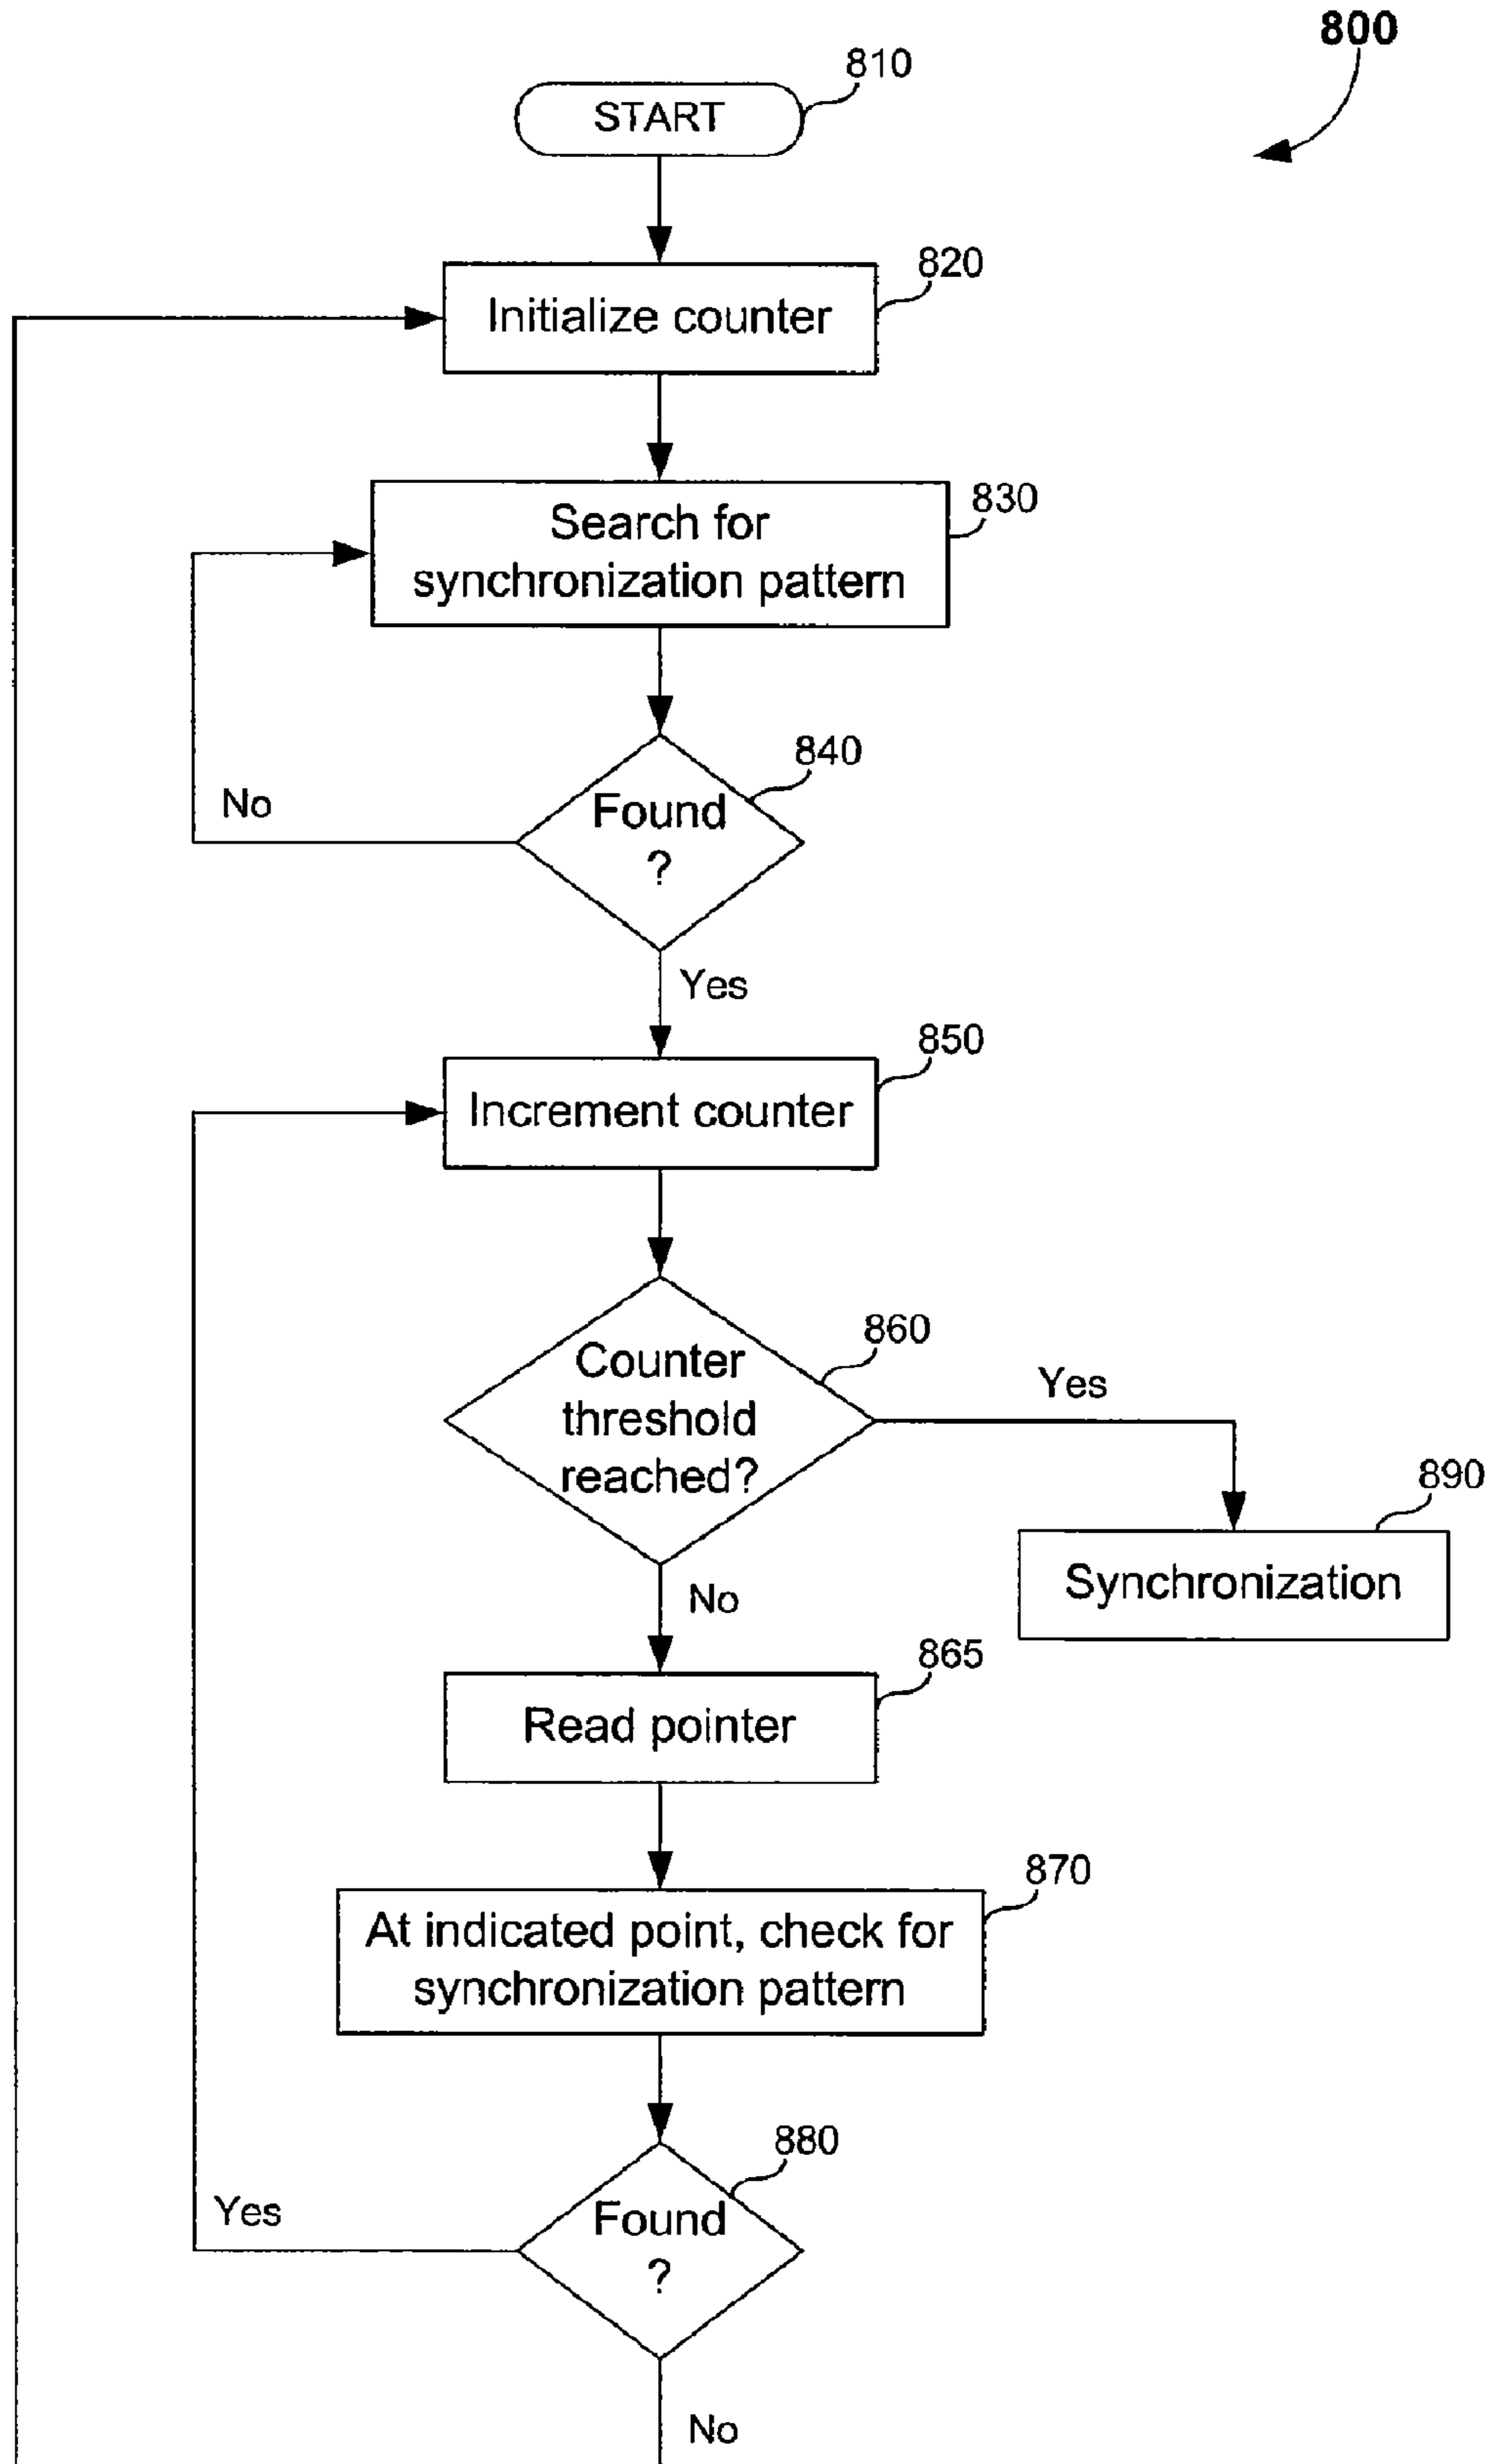 800
810
START
820
Initialize counter
830
Search for
synchronization pattern
840
Found
?
No
Yes
850
Increment counter
860
Counter
threshold
reached?
Yes
890
Synchronization
No
865
Read pointer
870
At indicated point, check for
synchronization pattern
880
Found
?
Yes
No